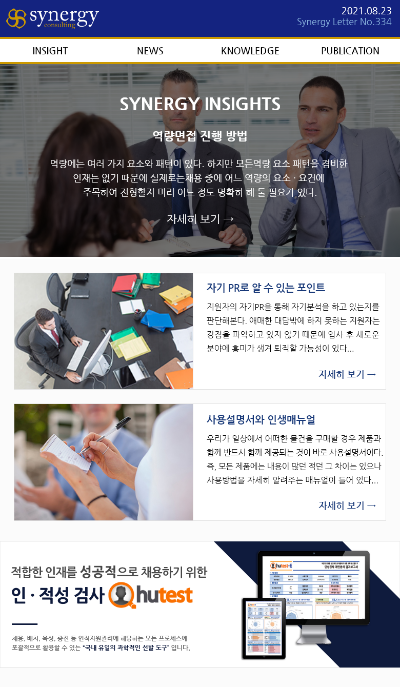 synergy
consulting
2021.08.23
Synergy Letter No.334
INSIGHT
NEWS
KNOWLEDGE
PUBLICATION
SYNERGY INSIGHTS
역량면접 진행 방법
역량에는 여러 가지 요소와 패턴이 있다. 하지만 모든역량 요소 패턴을 겸비한
인재는 없기 때문에 실제로는채용 중에 어느 역량의 요소 · 요건에
주목하여 진행할지 미리 어느 정도 명확히 해 둘 필요가 있다.
자세히 보기 →
자기 PR로 알 수 있는 포인트
지원자의 자기PR을 통해 자기분석을 하고 있는지를
판단해본다. 애매한 대답밖에 하지 못하는 지원자는
강점을 파악하고 있지 않기 때문에 입사 후 새로운
분야에 흥미가 생겨 퇴직할 가능성이 있다...
자세히 보기 →
사용설명서와 인생매뉴얼
우리가 일상에서 어떠한 물건을 구매할 경우 제품과
함께 반드시 함께 제공되는 것이 바로 사용설명서이다.
즉, 모든 제품에는 내용이 많던 적던 그 차이는 있으나
사용방법을 자세히 알려주는 매뉴얼이 들어 있다...
자세히 보기 →
적합한 인재를 성공적으로 채용하기 위한
인 · 적성 검사 hutest
채용, 배치, 육성, 승진 등 인적자원관리에 해당하는 모든 프로세스에
포괄적으로 활용할 수 있는 "국내 유일의 과학적인 선발 도구" 입니다.
hutest